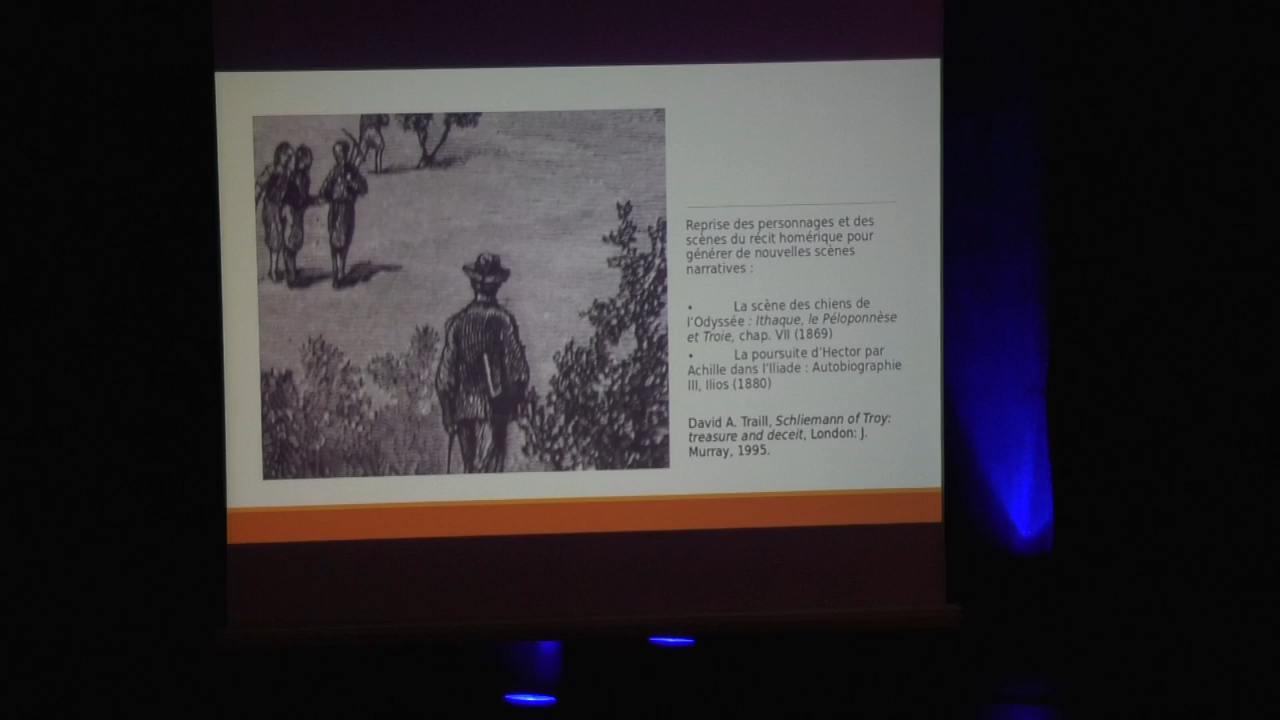 Reprise des personnages et des
scènes du récit homérique pour
générer de nouvelles scènes
narratives :
• La scène des chiens de
l'Odyssée : Ithaque, le Péloponnèse
et Troie, chap. VII (1869)
• La poursuite d'Hector par
Achille dans l'Iliade : Autobiographie
III, Ilios (1880)
David A. Traill, Schliemann of Troy:
treasure and deceit, London: J.
Murray, 1995.